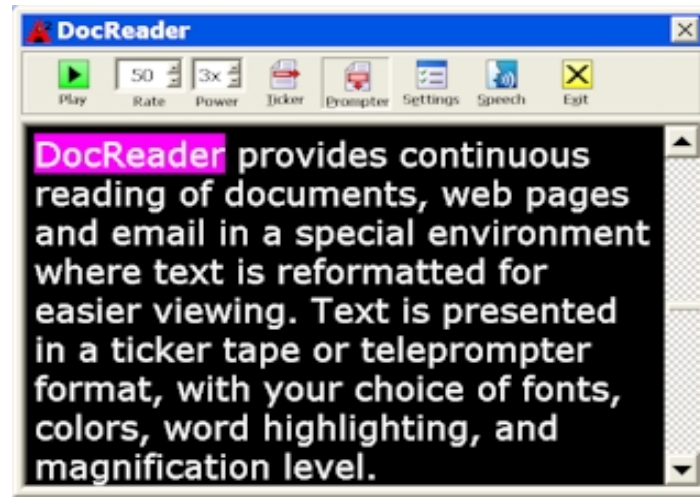 DocReader
50 3x
Play Rate Power Ticker Prompter Settings Speech Exit
DocReader provides continuous
reading of documents, web pages
and email in a special environment
where text is reformatted for
easier viewing. Text is presented
in a ticker tape or teleprompter
format, with your choice of fonts,
colors, word highlighting, and
magnification level.